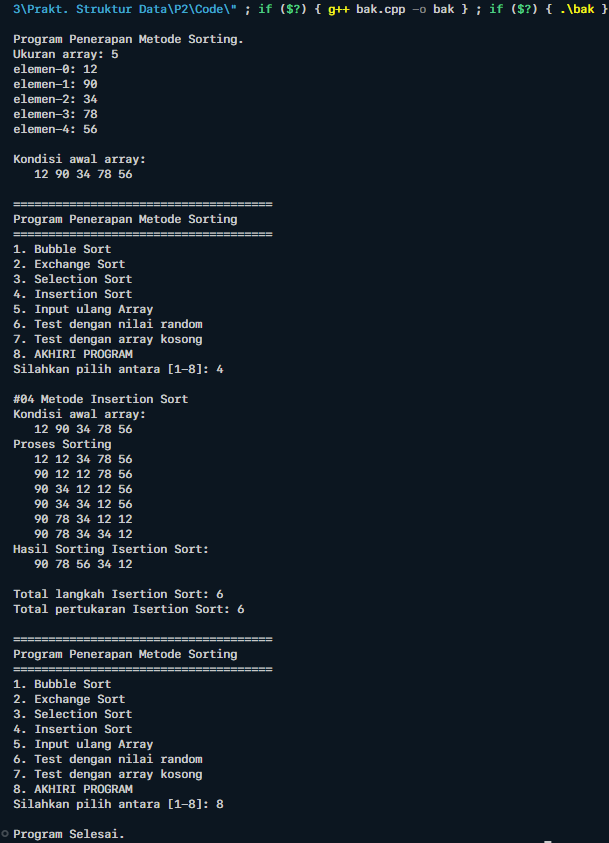 3\Prakt. Struktur Data\P2\Code\" ; if ($?) { g++ bak.cpp -o bak } ; if ($?) { .\bak }
Program Penerapan Metode Sorting.
Ukuran array: 5
elemen-0: 12
elemen-1: 90
elemen-2: 34
elemen-3: 78
elemen-4: 56
Kondisi awal array:
   12 90 34 78 56
=====================================
Program Penerapan Metode Sorting
=====================================
1. Bubble Sort
2. Exchange Sort
3. Selection Sort
4. Insertion Sort
5. Input ulang Array
6. Test dengan nilai random
7. Test dengan array kosong
8. AKHIRI PROGRAM
Silahkan pilih antara [1-8]: 4
#04 Metode Insertion Sort
Kondisi awal array:
   12 90 34 78 56
Proses Sorting
   12 12 34 78 56
   90 12 12 78 56
   90 34 12 12 56
   90 34 34 12 56
   90 78 34 12 12
   90 78 34 34 12
Hasil Sorting Isertion Sort:
   90 78 56 34 12
Total langkah Isertion Sort: 6
Total pertukaran Isertion Sort: 6
=====================================
Program Penerapan Metode Sorting
=====================================
1. Bubble Sort
2. Exchange Sort
3. Selection Sort
4. Insertion Sort
5. Input ulang Array
6. Test dengan nilai random
7. Test dengan array kosong
8. AKHIRI PROGRAM
Silahkan pilih antara [1-8]: 8
Program Selesai.